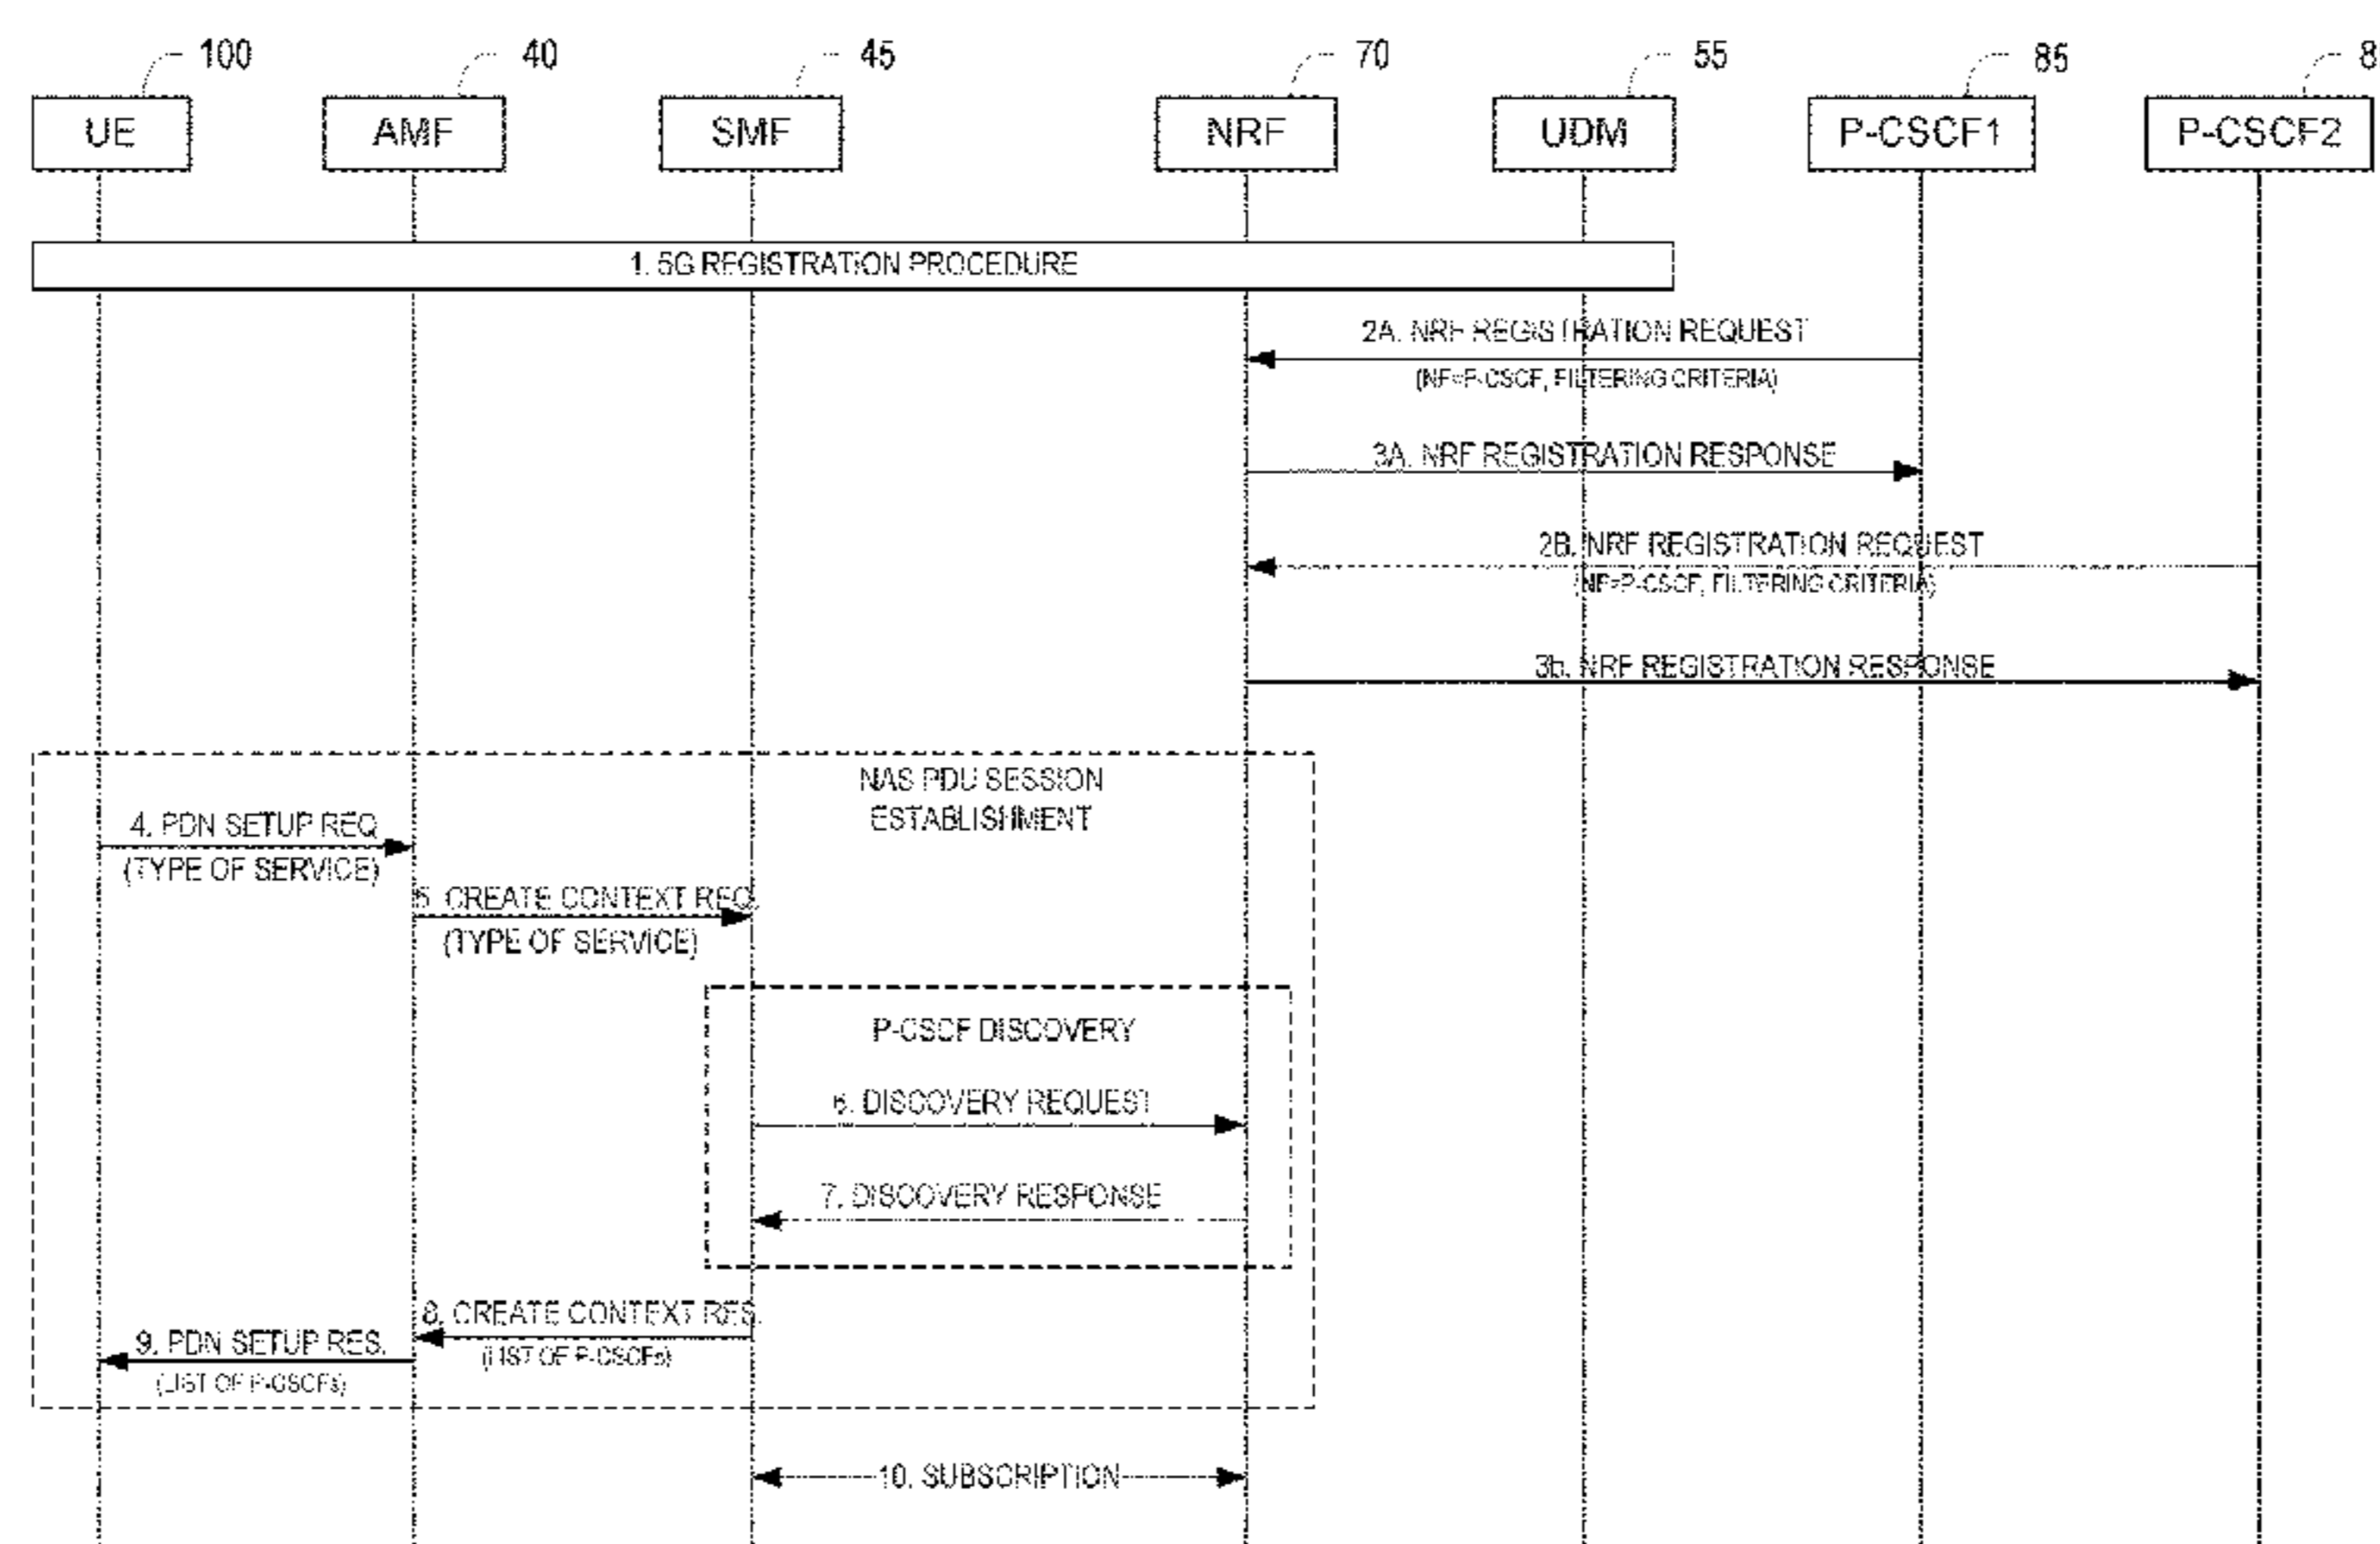 100
40
45
70
55
85
8
UE
AMF
SMF
NRF
UDM
P-CSCF1
P-CSCF2
1. 5G REGISTRATION PROCEDURE
2A. NRF REGISTRATION REQUEST
(NF=P-CSCF, FILTERING CRITERIA)
3A. NRF REGISTRATION RESPONSE
2B. NRF REGISTRATION REQUEST
(NF=P-CSCF, FILTERING CRITERIA)
3b. NRF REGISTRATION RESPONSE
NAS PDU SESSION
ESTABLISHMENT
4. PDN SETUP REQ
(TYPE OF SERVICE)
5. CREATE CONTEXT REQ.
(TYPE OF SERVICE)
P-CSCF DISCOVERY
6. DISCOVERY REQUEST
7. DISCOVERY RESPONSE
8. CREATE CONTEXT RES.
(LIST OF P-CSCFs)
9. PDN SETUP RES.
(LIST OF P-CSCFs)
10. SUBSCRIPTION